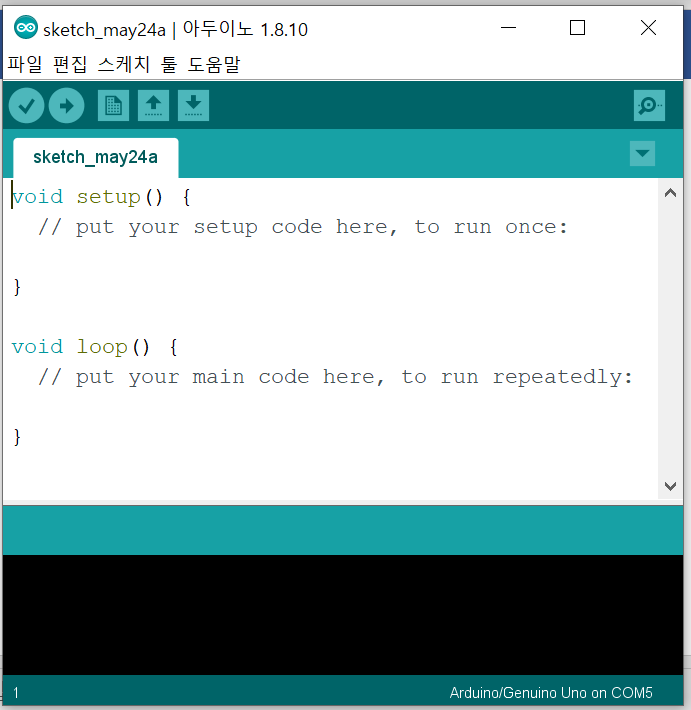 sketch_may24a | 아두이노 1.8.10
파일 편집 스케치 툴 도움말
sketch_may24a
void setup() {
  // put your setup code here, to run once:
}
void loop() {
  // put your main code here, to run repeatedly:
}
1
Arduino/Genuino Uno on COM5